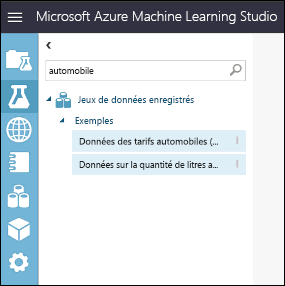 Microsoft Azure Machine Learning Studio
automobile
Jeux de données enregistrés
Exemples
Données des tarifs automobiles (...
Données sur la quantité de litres a...